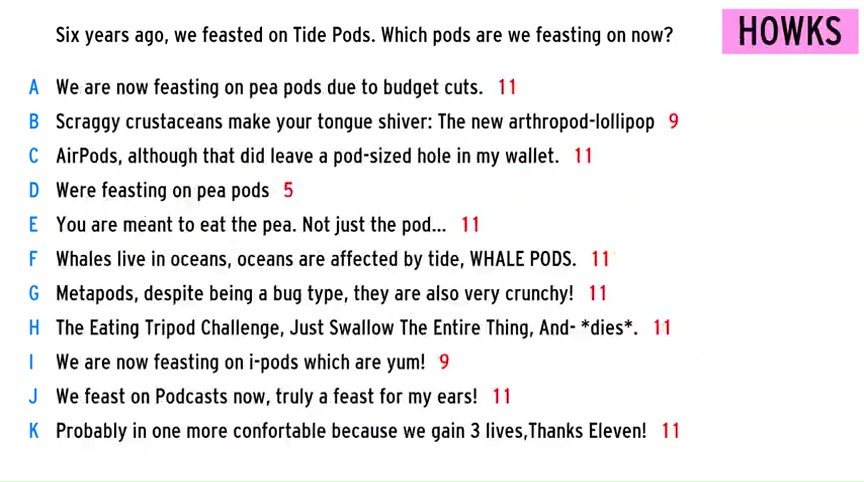 Six years ago, we feasted on Tide Pods. Which pods are we feasting on now?
HOWKS
A We are now feasting on pea pods due to budget cuts. 11
B Scraggy crustaceans make your tongue shiver: The new arthropod-lollipop 9
C AirPods, although that did leave a pod-sized hole in my wallet. 11
D Were feasting on pea pods 5
E You are meant to eat the pea. Not just the pod... 11
F Whales live in oceans, oceans are affected by tide, WHALE PODS. 11
G Metapods, despite being a bug type, they are also very crunchy! 11
H The Eating Tripod Challenge, Just Swallow The Entire Thing, And- *dies*. 11
I We are now feasting on i-pods which are yum! 9
J We feast on Podcasts now, truly a feast for my ears! 11
K Probably in one more confortable because we gain 3 lives,Thanks Eleven! 11